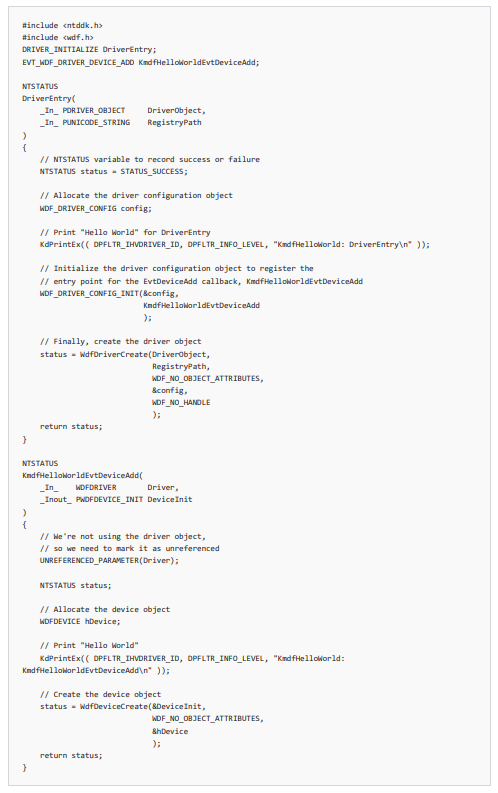 #include <ntddk.h>
#include <wdf.h>
DRIVER_INITIALIZE DriverEntry;
EVT_WDF_DRIVER_DEVICE_ADD KmdfHelloWorldEvtDeviceAdd;

NTSTATUS
DriverEntry(
    _In_ PDRIVER_OBJECT     DriverObject,
    _In_ PUNICODE_STRING    RegistryPath
)
{
    // NTSTATUS variable to record success or failure
    NTSTATUS status = STATUS_SUCCESS;

    // Allocate the driver configuration object
    WDF_DRIVER_CONFIG config;

    // Print "Hello World" for DriverEntry
    KdPrintEx(( DPFLTR_IHVDRIVER_ID, DPFLTR_INFO_LEVEL, "KmdfHelloWorld: DriverEntry\n" ));

    // Initialize the driver configuration object to register the
    // entry point for the EvtDeviceAdd callback, KmdfHelloWorldEvtDeviceAdd
    WDF_DRIVER_CONFIG_INIT(&config,
                           KmdfHelloWorldEvtDeviceAdd
                           );

    // Finally, create the driver object
    status = WdfDriverCreate(DriverObject,
                             RegistryPath,
                             WDF_NO_OBJECT_ATTRIBUTES,
                             &config,
                             WDF_NO_HANDLE
                             );
    return status;
}

NTSTATUS
KmdfHelloWorldEvtDeviceAdd(
    _In_    WDFDRIVER       Driver,
    _Inout_ PWDFDEVICE_INIT DeviceInit
)
{
    // We're not using the driver object,
    // so we need to mark it as unreferenced
    UNREFERENCED_PARAMETER(Driver);

    NTSTATUS status;

    // Allocate the device object
    WDFDEVICE hDevice;

    // Print "Hello World"
    KdPrintEx(( DPFLTR_IHVDRIVER_ID, DPFLTR_INFO_LEVEL, "KmdfHelloWorld:
KmdfHelloWorldEvtDeviceAdd\n" ));

    // Create the device object
    status = WdfDeviceCreate(&DeviceInit,
                             WDF_NO_OBJECT_ATTRIBUTES,
                             &hDevice
                             );
    return status;
}